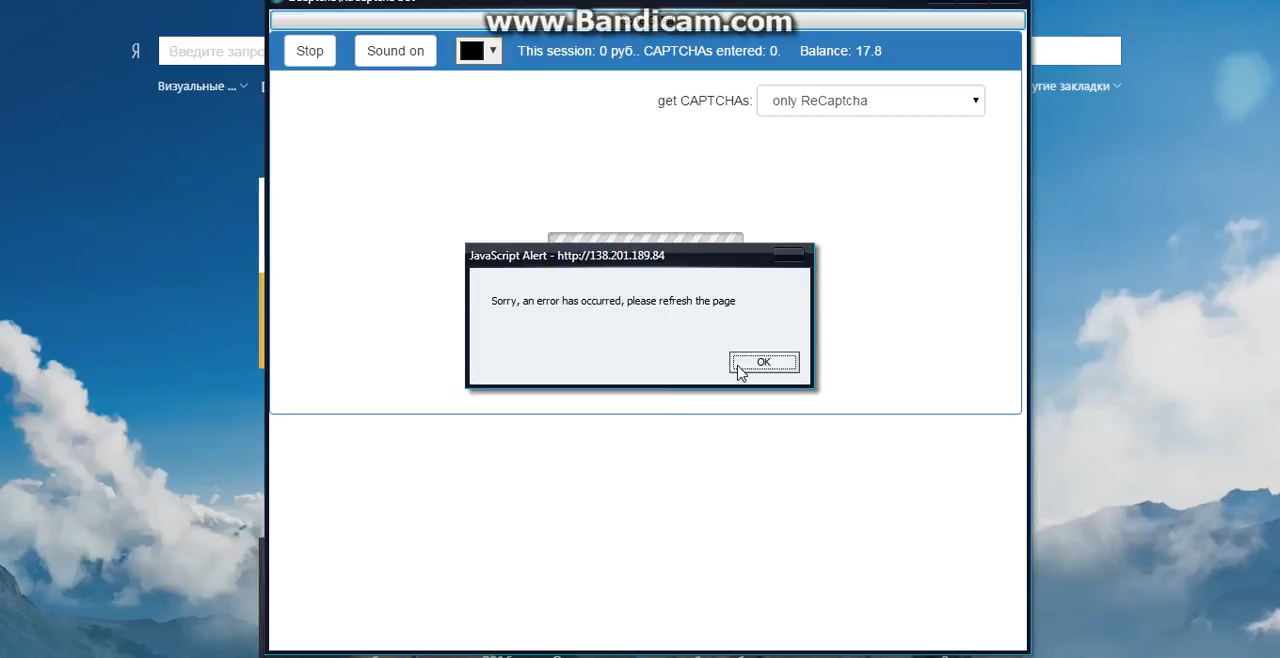 www.Bandicam.com
Я
Введите запро
Stop
Sound on
This session: 0 руб.. CAPTCHAs entered: 0.
Balance: 17.8
Визуальные ...
угие закладки
get CAPTCHAs:
only ReCaptcha
JavaScript Alert - http://138.201.189.84
Sorry, an error has occurred, please refresh the page
OK